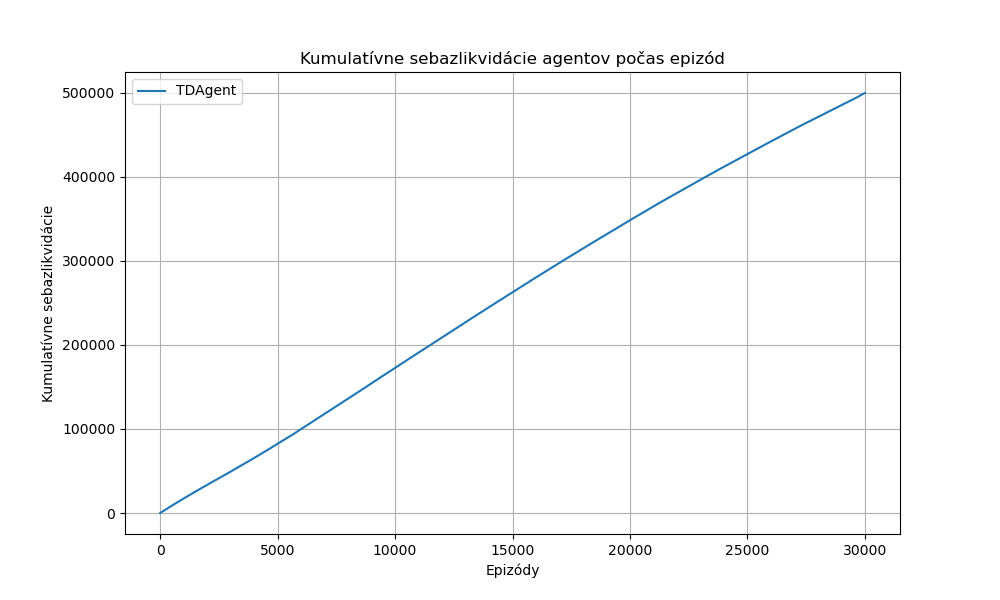 Kumulatívne sebazlikvidácie agentov počas epizód
TDAgent
Kumulatívne sebazlikvidácie
500000
400000
300000
200000
100000
0
0 5000 10000 15000 20000 25000 30000
Epizódy